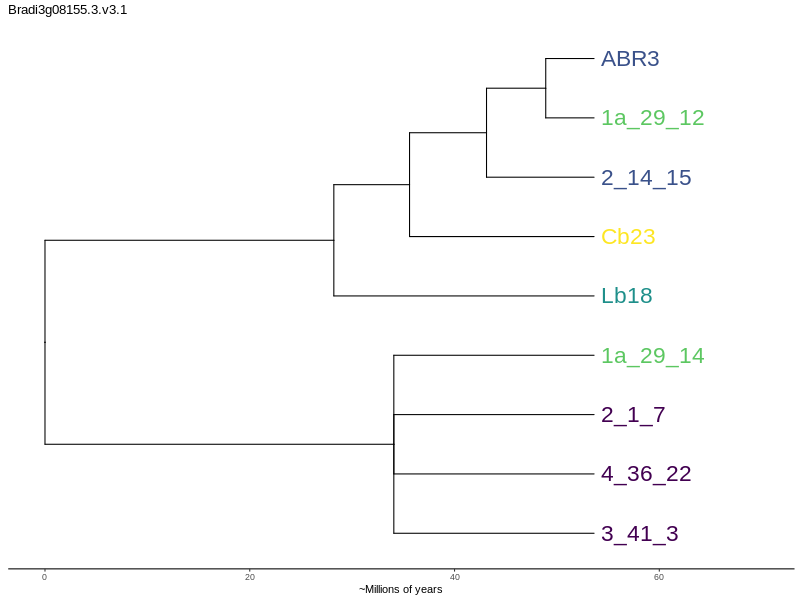 Bradi3g08155.3.v3.1
ABR3
1a_29_12
2_14_15
Cb23
Lb18
1a_29_14
2_1_7
4_36_22
3_41_3
0 20 40 60
~Millions of years